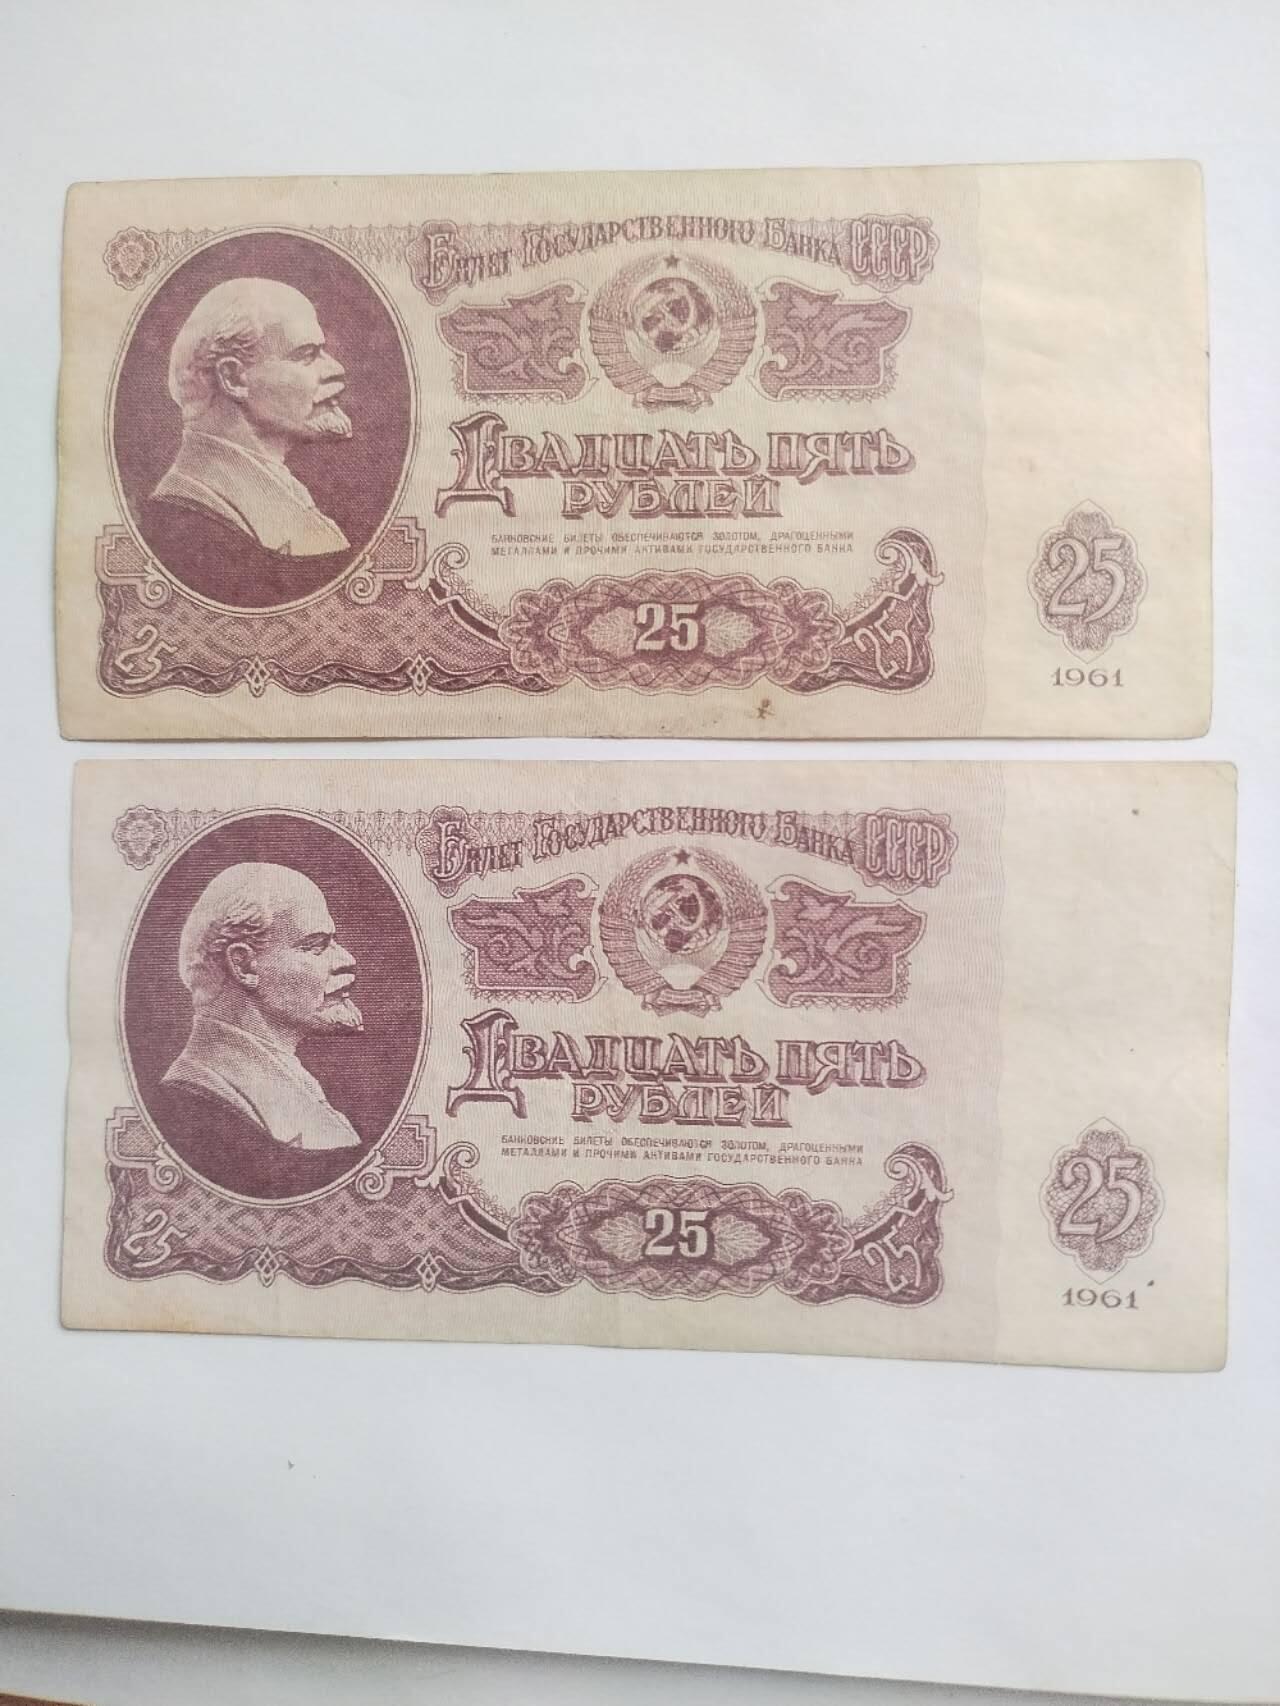 Билет Государственного Банка СССР
Двадцать пять
рублей
БАНКОВСКИЕ БИЛЕТЫ ОБЕСПЕЧИВАЮТСЯ ЗОЛОТОМ, ДРАГОЦЕННЫМИ
МЕТАЛЛАМИ И ПРОЧИМИ АКТИВАМИ ГОСУДАРСТВЕННОГО БАНКА
25
25
25
25
1961
Билет Государственного Банка СССР
Двадцать пять
рублей
БАНКОВСКИЕ БИЛЕТЫ ОБЕСПЕЧИВАЮТСЯ ЗОЛОТОМ, ДРАГОЦЕННЫМИ
МЕТАЛЛАМИ И ПРОЧИМИ АКТИВАМИ ГОСУДАРСТВЕННОГО БАНКА
25
25
25
25
1961